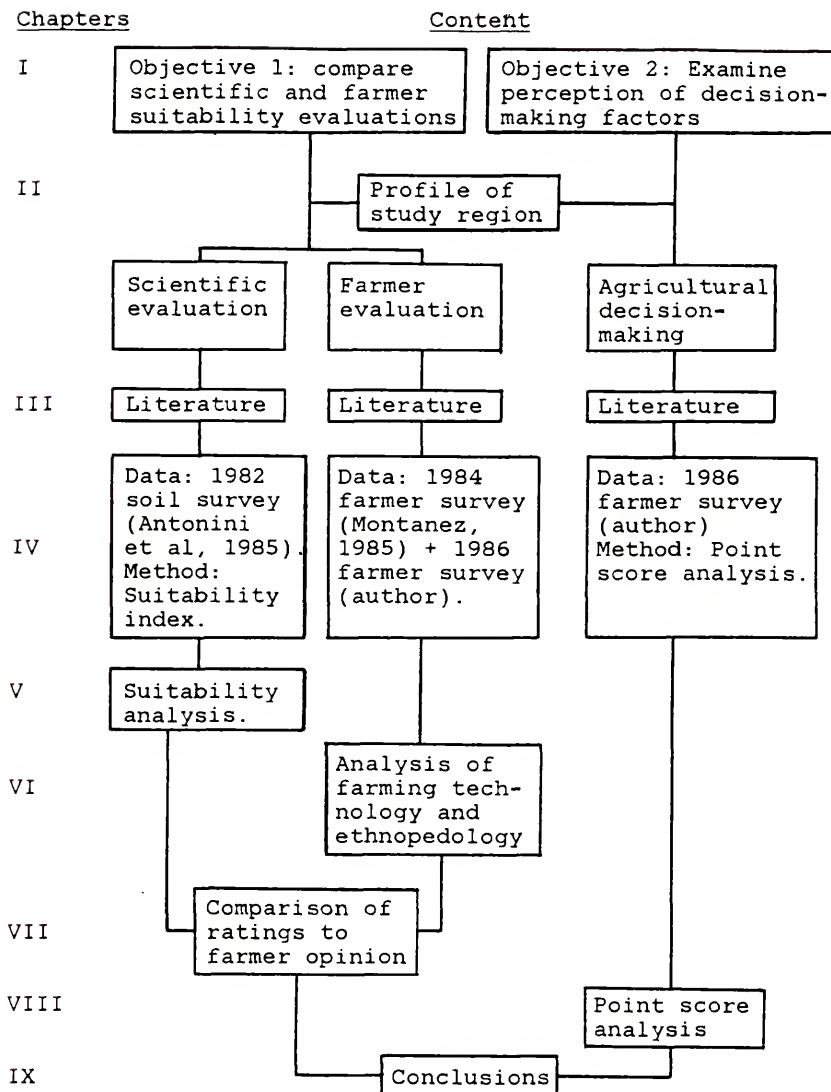 Chapters
Content
I
Objective 1: compare
scientific and farmer
suitability evaluations
Objective 2: Examine
perception of decision-
making factors
II
Profile of
study region
Scientific
evaluation
Farmer
evaluation
Agricultural
decision-
making
III
Literature
Literature
Literature
IV
Data: 1982
soil survey
(Antonini
et al, 1985).
Method:
Suitability
index.
Data: 1984
farmer survey
(Montanez,
1985) + 1986
farmer survey
(author).
Data: 1986
farmer survey
(author)
Method: Point
score analysis.
V
Suitability
analysis.
VI
Analysis of
farming tech-
nology and
ethnopedology
VII
Comparison of
ratings to
farmer opinion
VIII
Point score
analysis
IX
Conclusions